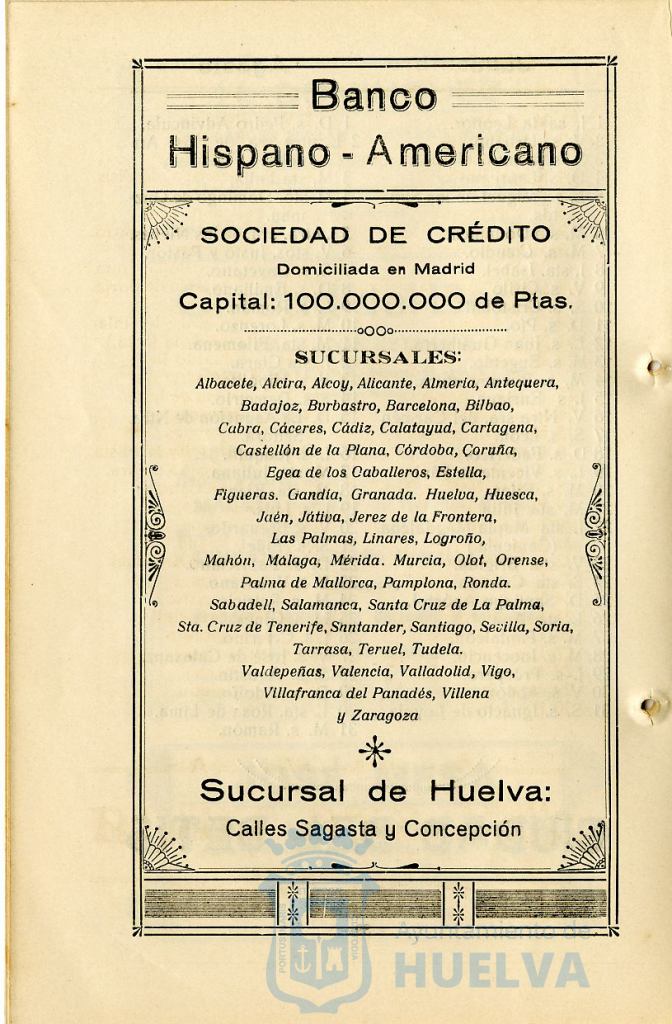 Banco
Hispano - Americano
SOCIEDAD DE CRÉDITO
Domiciliada en Madrid
Capital: 100.000.000 de Ptas.
SUCURSALES:
Albacete, Alcira, Alcoy, Alicante, Almería, Antequera,
Badajoz, Burbastro, Barcelona, Bilbao,
Cabra, Cáceres, Cádiz, Calatayud, Cartagena,
Castellón de la Plana, Córdoba, Coruña,
Egea de los Caballeros, Estella,
Figueras. Gandía, Granada. Huelva, Huesca,
Jaén, Játiva, Jerez de la Frontera,
Las Palmas, Linares, Logroño,
Mahón, Málaga, Mérida. Murcia, Olot, Orense,
Palma de Mallorca, Pamplona, Ronda.
Sabadell, Salamanca, Santa Cruz de La Palma,
Sta. Cruz de Tenerife, Snntander, Santiago, Sevilla, Soria,
Tarrasa, Teruel, Tudela.
Valdepeñas, Valencia, Valladolid, Vigo,
Villafranca del Panadés, Villena
y Zaragoza
Sucursal de Huelva:
Calles Sagasta y Concepción
Ayuntamiento de
HUELVA